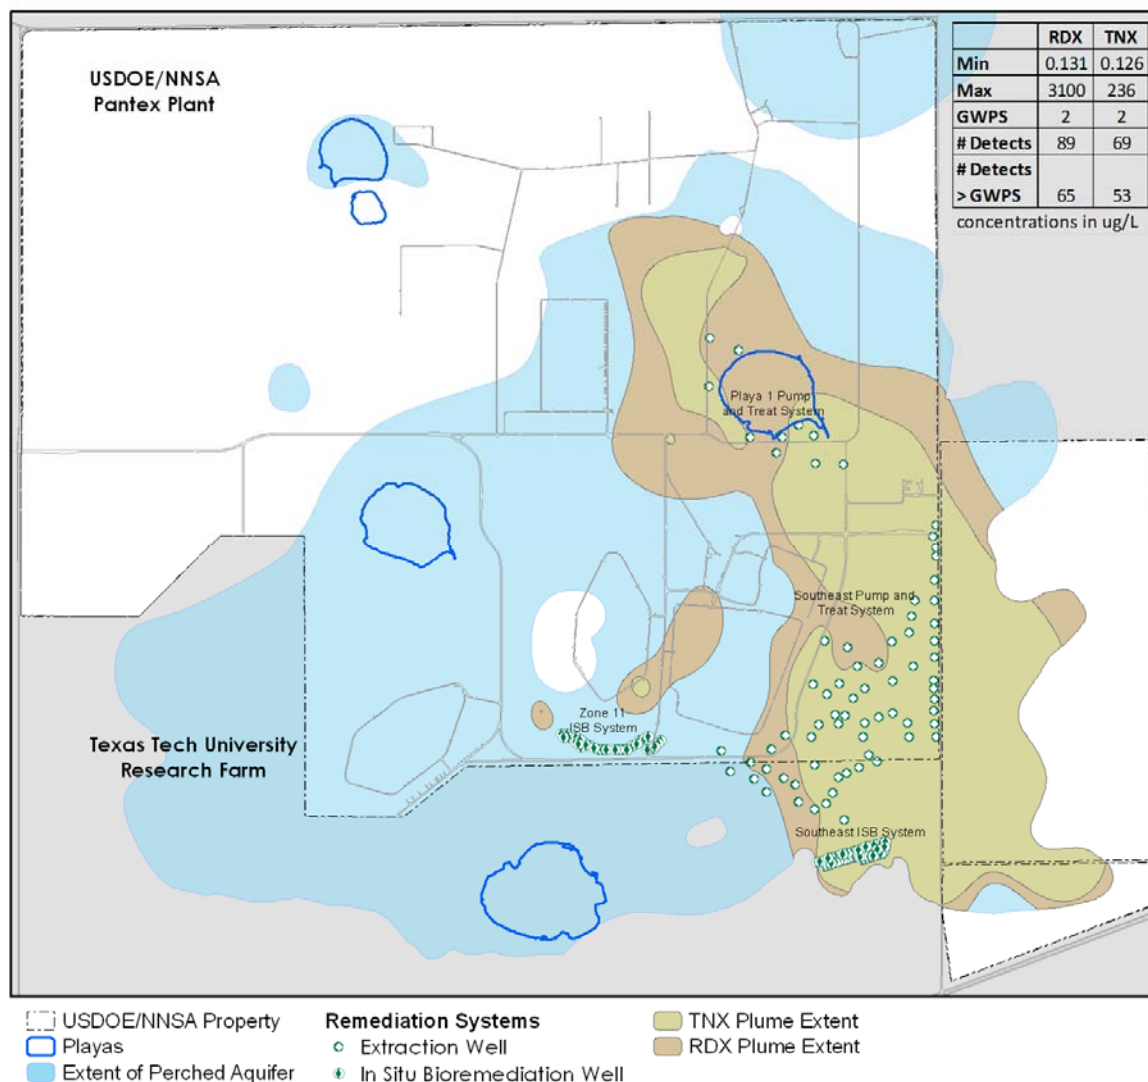 USDOE/NNSA
Pantex Plant
RDX TNX
Min 0.131 0.126
Max 3100 236
GWPS 2 2
# Detects 89 69
# Detects
> GWPS 65 53
concentrations in ug/L
Playa 1 Pump
and Treat System
Southeast Pump and
Treat System
Zone 11
ISB System
Texas Tech University
Research Farm
Southeast ISB System
USDOE/NNSA Property
Playas
Extent of Perched Aquifer
Remediation Systems
Extraction Well
In Situ Bioremediation Well
TNX Plume Extent
RDX Plume Extent